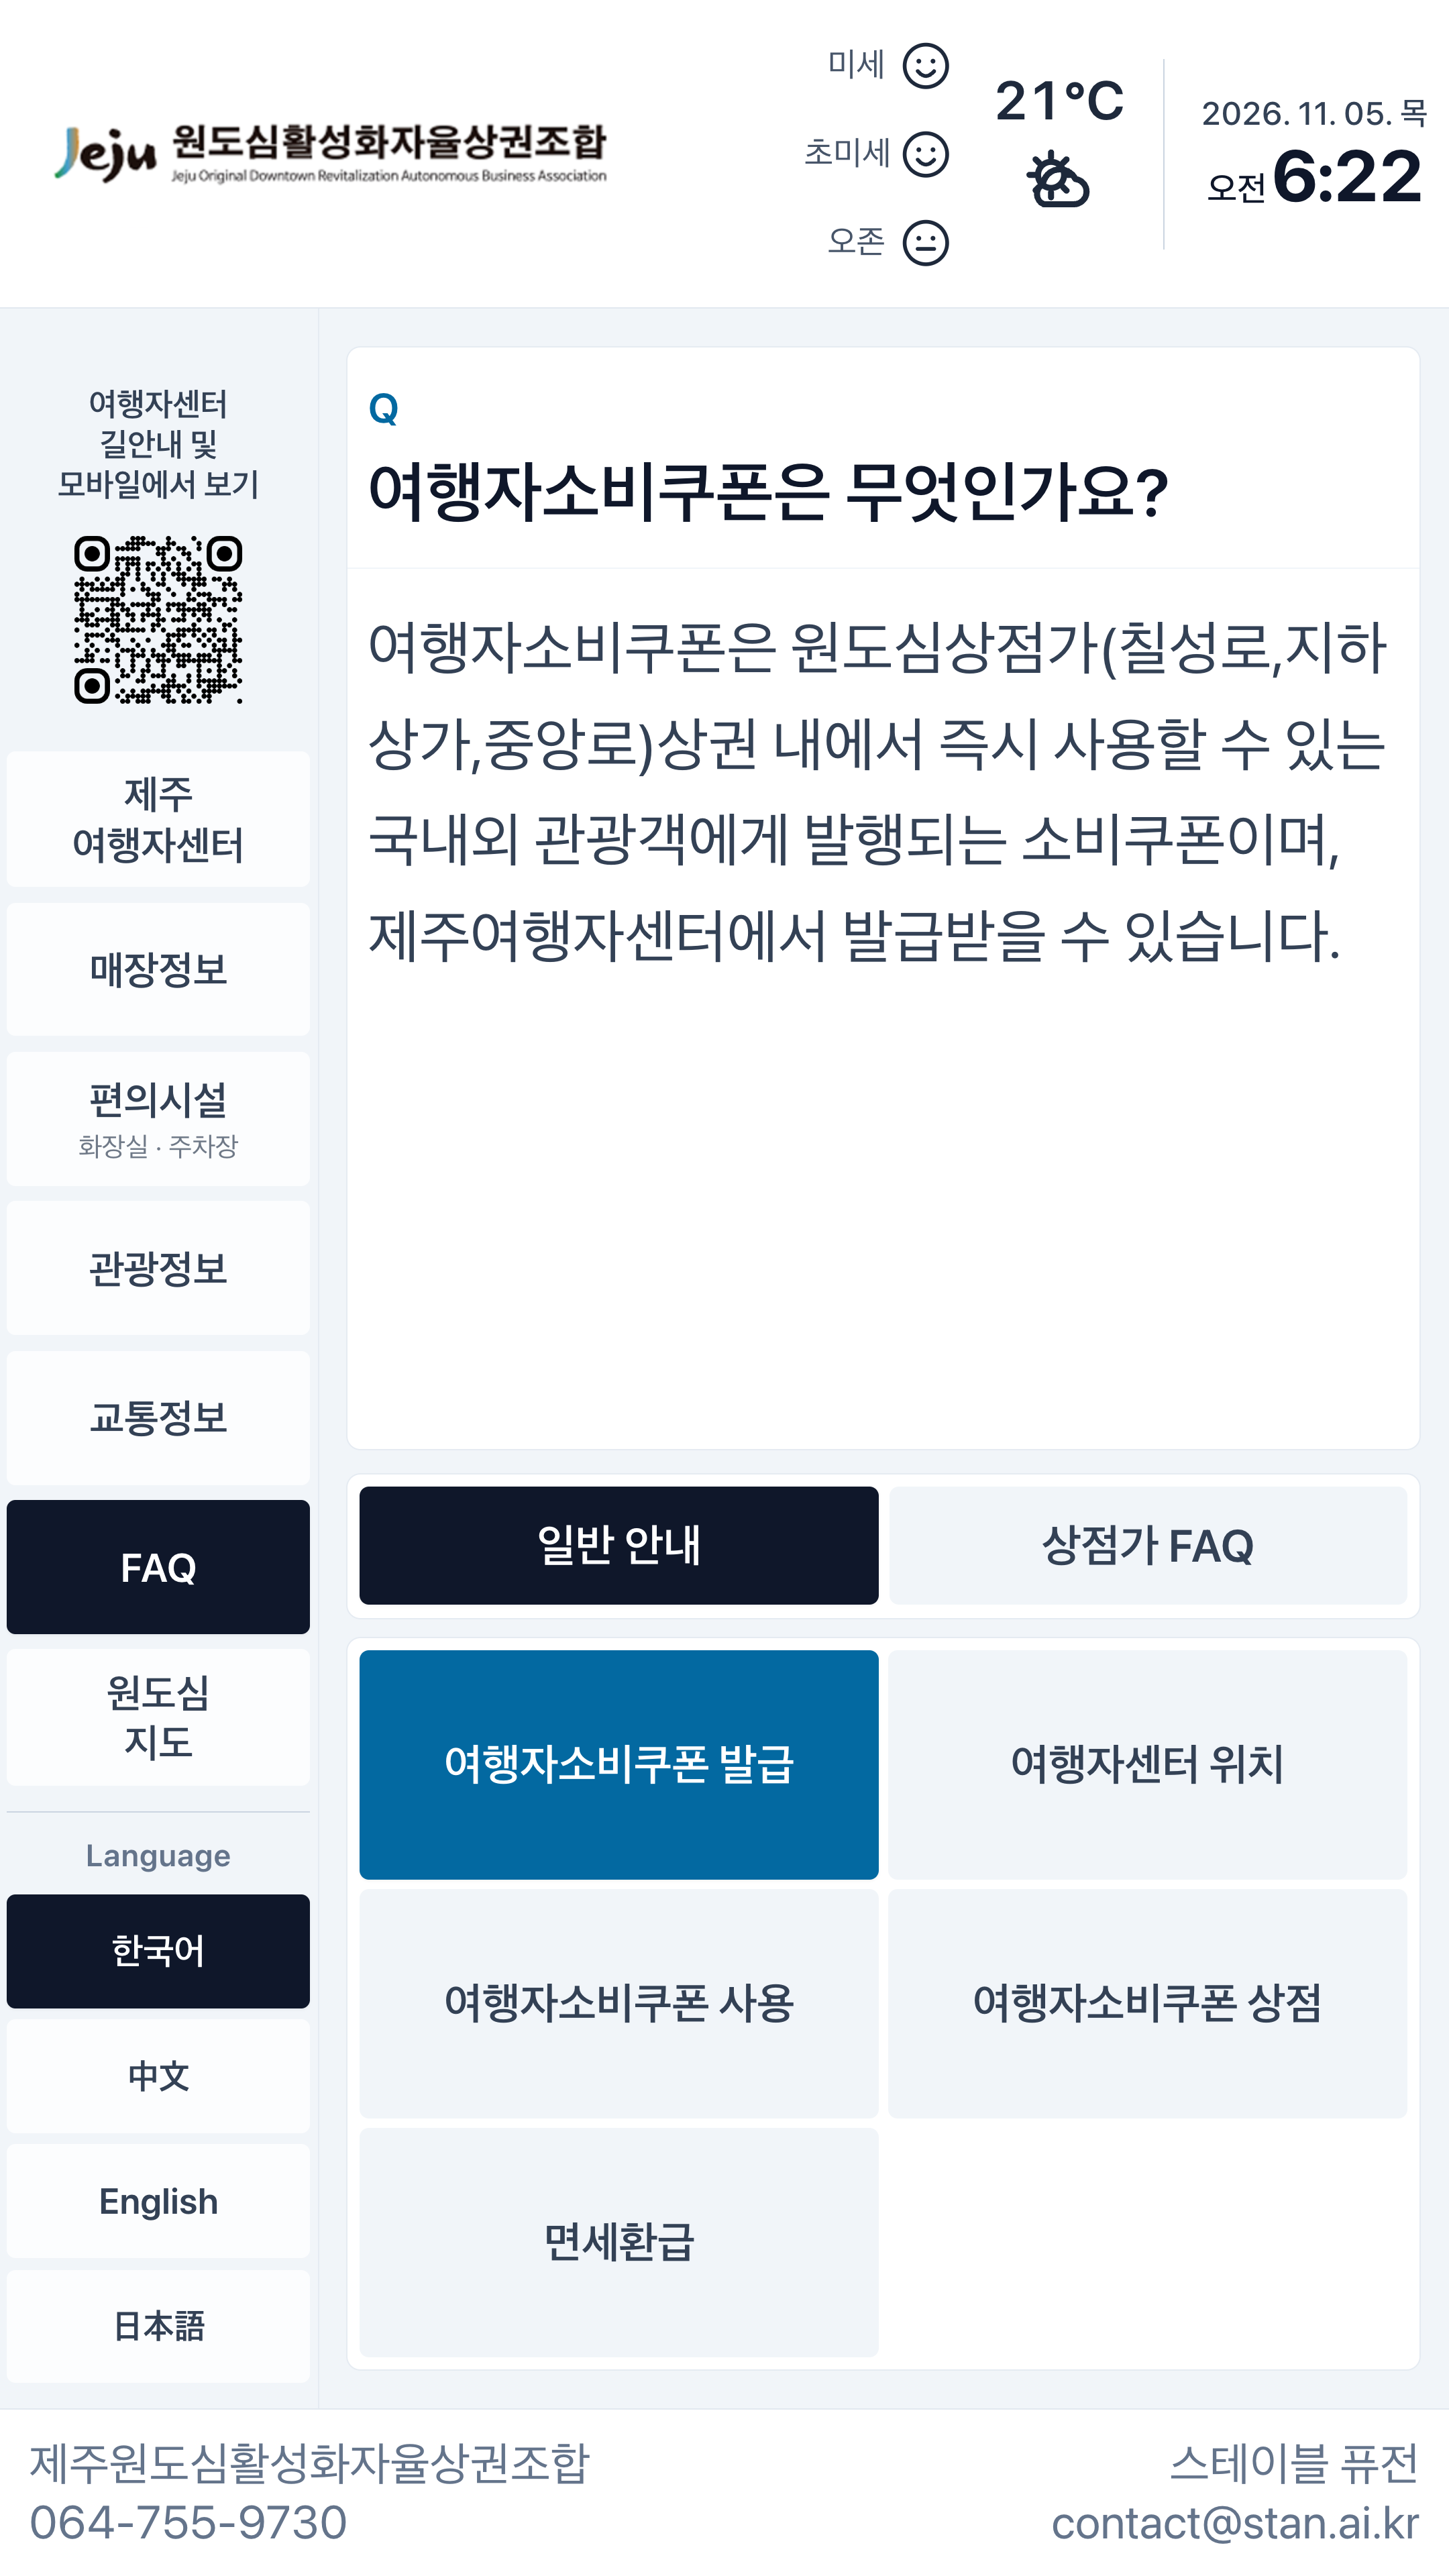 Jeju 원도심활성화자율상권조합
Jeju Original Downtown Revitalization Autonomous Business Association
미세
초미세
오존
21°C
2026. 11. 05. 목
오전 6:22
여행자센터
길안내 및
모바일에서 보기
제주
여행자센터
매장정보
편의시설
화장실 · 주차장
관광정보
교통정보
FAQ
원도심
지도
Language
한국어
中文
English
日本語
Q
여행자소비쿠폰은 무엇인가요?
여행자소비쿠폰은 원도심상점가(칠성로,지하
상가,중앙로)상권 내에서 즉시 사용할 수 있는
국내외 관광객에게 발행되는 소비쿠폰이며,
제주여행자센터에서 발급받을 수 있습니다.
일반 안내
상점가 FAQ
여행자소비쿠폰 발급
여행자센터 위치
여행자소비쿠폰 사용
여행자소비쿠폰 상점
면세환급
제주원도심활성화자율상권조합
064-755-9730
스테이블 퓨전
contact@stan.ai.kr